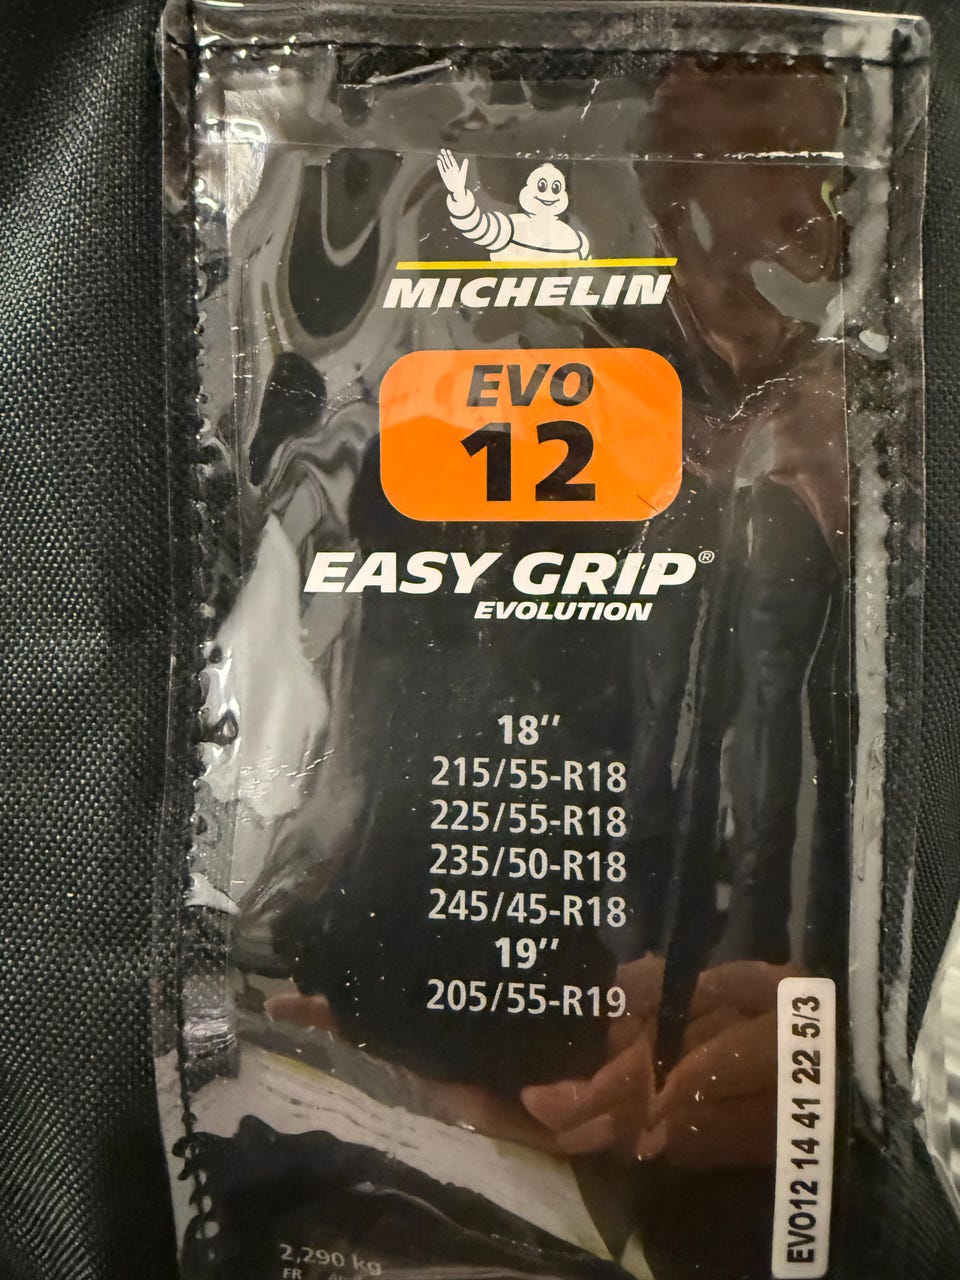 MICHELIN
EVO
12
EASY GRIP®
EVOLUTION
18’’
215/55-R18
225/55-R18
235/50-R18
245/45-R18
19’’
205/55-R19
EVO12 14 41 22 5/3
2,290 kg
FR